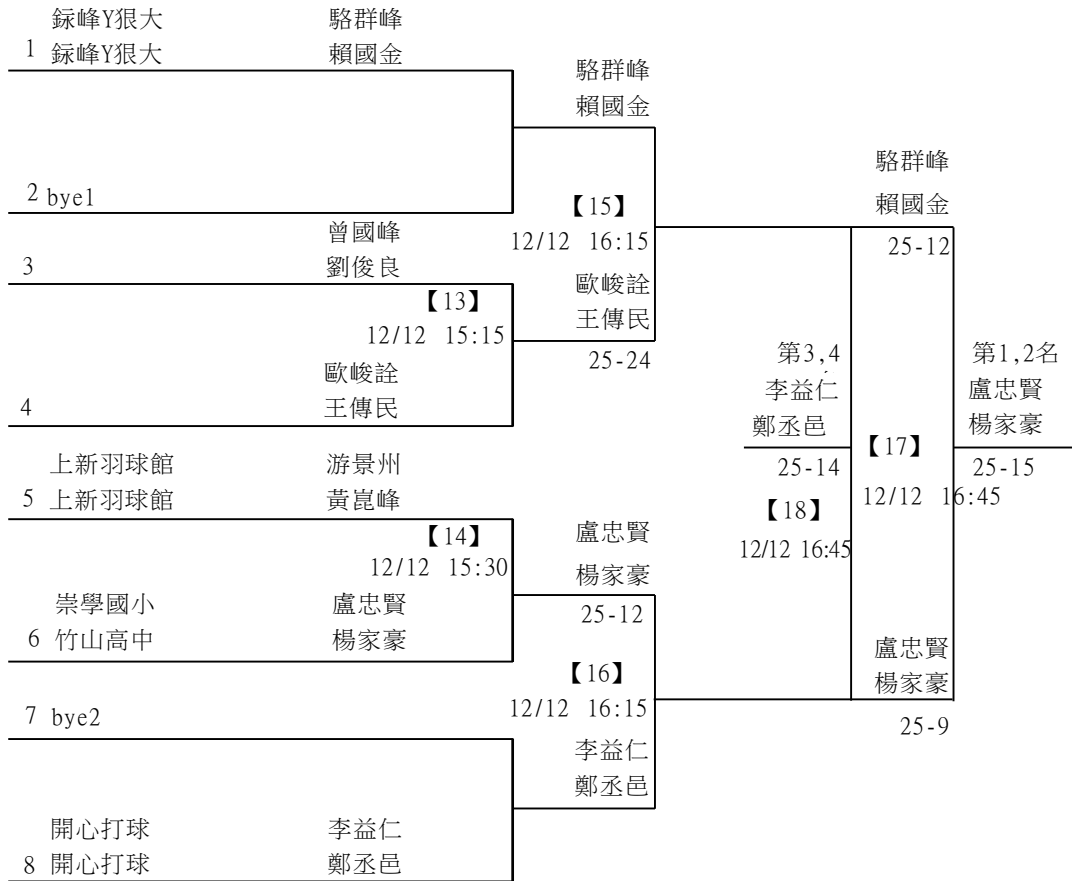 銢峰Y狠大 駱群峰
1 銢峰Y狠大 賴國金
駱群峰
賴國金
駱群峰
2 bye1
【15】
賴國金
曾國峰
12/12 16:15
3 劉俊良
25-12
【13】
歐峻詮
12/12 15:15
王傳民
25-24
第3,4
第1,2名
歐峻詮
李益仁
盧忠賢
4 王傳民
鄭丞邑
楊家豪
【17】
上新羽球館 游景州
25-14
25-15
5 上新羽球館 黃崑峰
12/12 16:45
【18】
【14】
盧忠賢
12/12 16:45
12/12 15:30
楊家豪
崇學國小 盧忠賢
25-12
6 竹山高中 楊家豪
盧忠賢
【16】
楊家豪
7 bye2
12/12 16:15
25-9
李益仁
鄭丞邑
開心打球 李益仁
8 開心打球 鄭丞邑